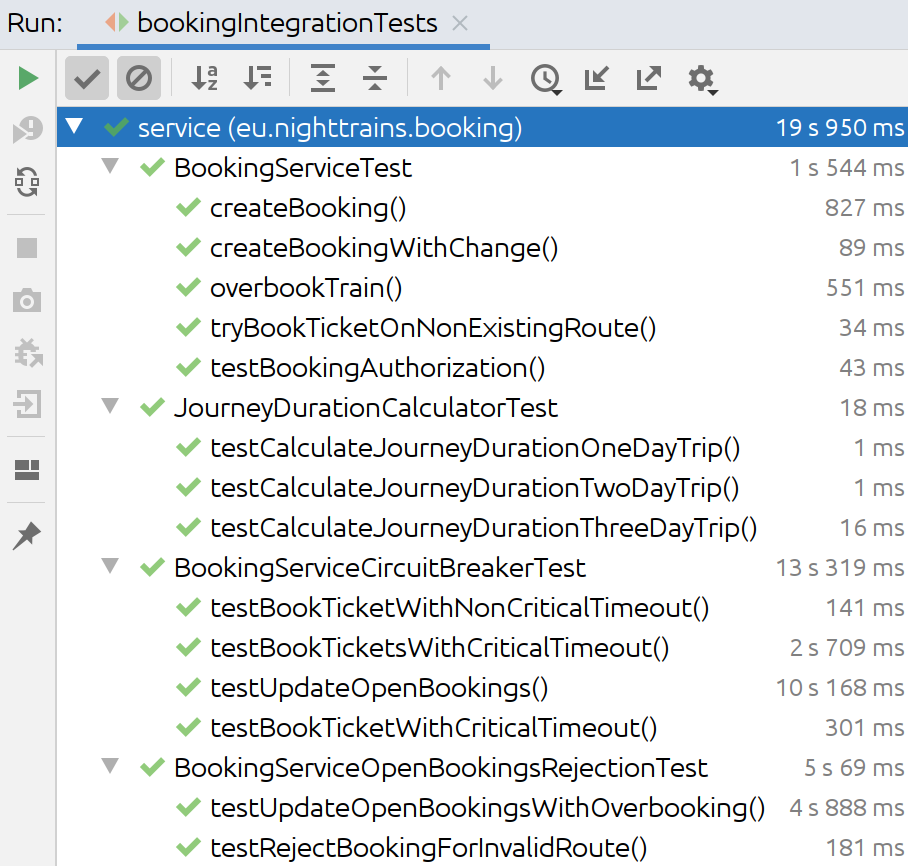 Run: bookingIntegrationTests
service (eu.nighttrains.booking) 19 s 950 ms
BookingServiceTest 1 s 544 ms
createBooking() 827 ms
createBookingWithChange() 89 ms
overbookTrain() 551 ms
tryBookTicketOnNonExistingRoute() 34 ms
testBookingAuthorization() 43 ms
JourneyDurationCalculatorTest 18 ms
testCalculateJourneyDurationOneDayTrip() 1 ms
testCalculateJourneyDurationTwoDayTrip() 1 ms
testCalculateJourneyDurationThreeDayTrip() 16 ms
BookingServiceCircuitBreakerTest 13 s 319 ms
testBookTicketWithNonCriticalTimeout() 141 ms
testBookTicketsWithCriticalTimeout() 2 s 709 ms
testUpdateOpenBookings() 10 s 168 ms
testBookTicketWithCriticalTimeout() 301 ms
BookingServiceOpenBookingsRejectionTest 5 s 69 ms
testUpdateOpenBookingsWithOverbooking() 4 s 888 ms
testRejectBookingForInvalidRoute() 181 ms